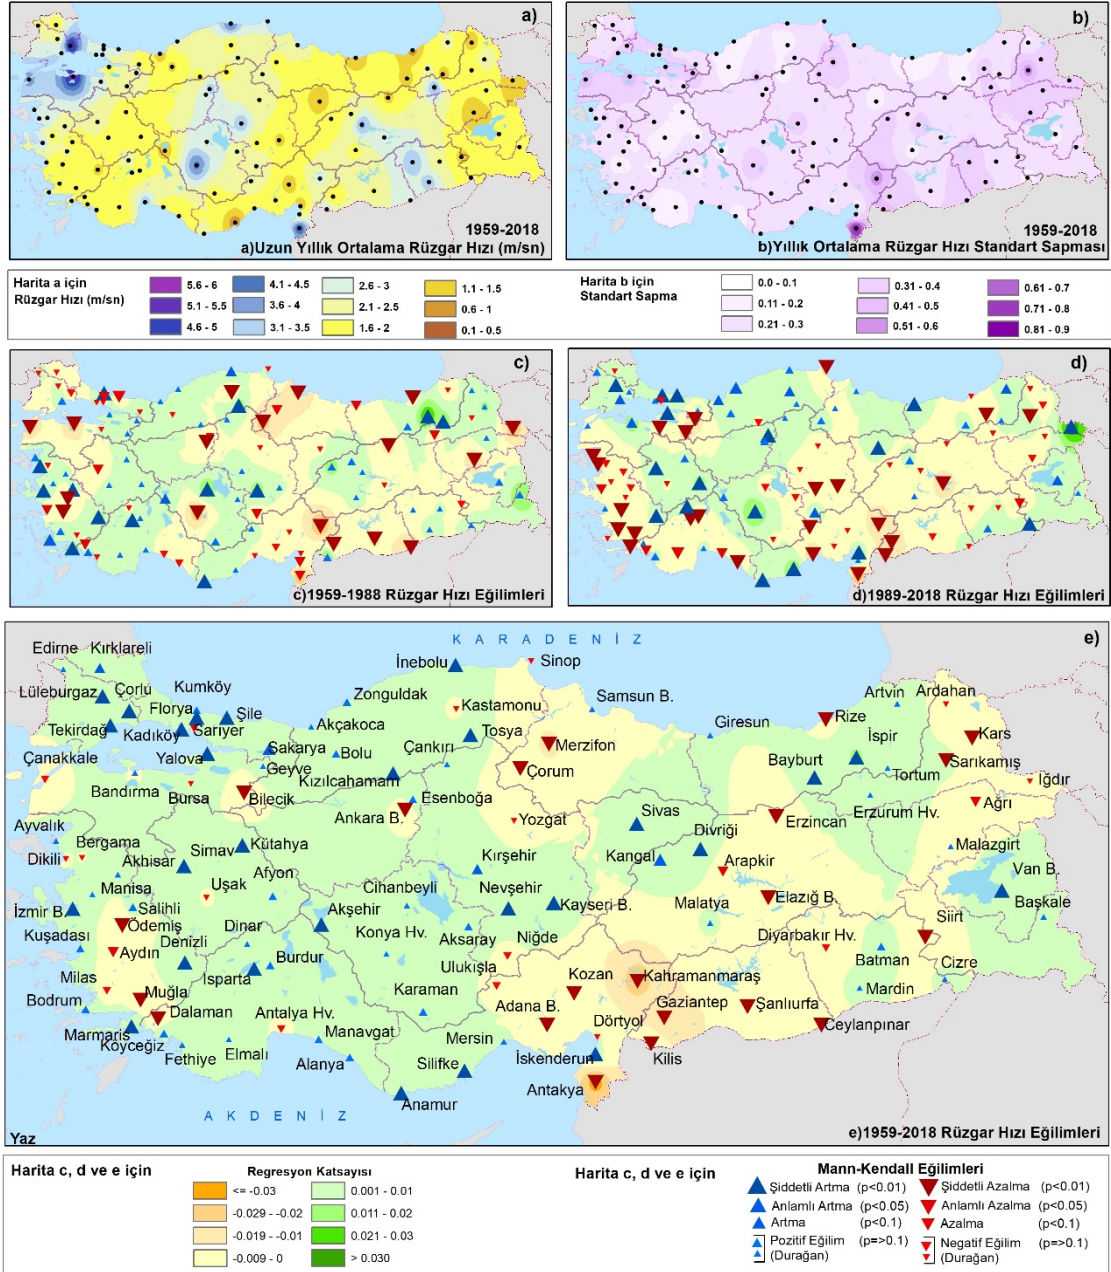 a)
1959-2018
a)Uzun Yıllık Ortalama Rüzgar Hızı (m/sn)
b)
1959-2018
b)Yıllık Ortalama Rüzgar Hızı Standart Sapması
Harita a için
Rüzgar Hızı (m/sn)
5.6 - 6
5.1 - 5.5
4.6 - 5
4.1 - 4.5
3.6 - 4
3.1 - 3.5
2.6 - 3
2.1 - 2.5
1.6 - 2
1.1 - 1.5
0.6 - 1
0.1 - 0.5
Harita b için
Standart Sapma
0.0 - 0.1
0.11 - 0.2
0.21 - 0.3
0.31 - 0.4
0.41 - 0.5
0.51 - 0.6
0.61 - 0.7
0.71 - 0.8
0.81 - 0.9
c)
c)1959-1988 Rüzgar Hızı Eğilimleri
d)
d)1989-2018 Rüzgar Hızı Eğilimleri
e)
KARADENİZ
Edirne
Kırklareli
Lüleburgaz
Çorlu
Kumköy
Florya
Şile
Tekirdağ
Kadıköy
Sarıyer
Yalova
Çanakkale
Bandırma
Bursa
Bilecik
Sakarya
Geyve
Akçakoca
Bolu
Zonguldak
İnebolu
Sinop
Kastamonu
Samsun B.
Tosya
Çankırı
Kızılcahamam
Merzifon
Çorum
Esenboğa
Ankara B.
Yozgat
Giresun
Rize
Artvin
Ardahan
Kars
Sarıkamış
İspir
Bayburt
Tortum
Iğdır
Ağrı
Erzurum Hv.
Erzincan
Sivas
Divriği
Kangal
Arapkir
Malazgirt
Van B.
Başkale
Ayvalık
Bergama
Dikili
Akhisar
Simav
Kütahya
Manisa
Uşak
Afyon
Kırşehir
Nevşehir
Cihanbeyli
Kayseri B.
Malatya
Elazığ B.
Siirt
İzmir B.
Salihli
Ödemiş
Kuşadası
Aydın
Denizli
Dinar
Akşehir
Konya Hv.
Aksaray
Niğde
Diyarbakır Hv.
Batman
Cizre
Mardin
Milas
Isparta
Burdur
Ulukışla
Kozan
Kahramanmaraş
Bodrum
Muğla
Dalaman
Antalya Hv.
Karaman
Adana B.
Gaziantep
Şanlıurfa
Marmaris
Köyceğiz
Fethiye
Elmalı
Manavgat
Alanya
Mersin
Silifke
Dörtyol
İskenderun
Kilis
Ceylanpınar
Antakya
Anamur
AKDENİZ
Yaz
e)1959-2018 Rüzgar Hızı Eğilimleri
Harita c, d ve e için
Regresyon Katsayısı
<= -0.03
-0.029 - -0.02
-0.019 - -0.01
-0.009 - 0
0.001 - 0.01
0.011 - 0.02
0.021 - 0.03
> 0.030
Harita c, d ve e için
Mann-Kendall Eğilimleri
Şiddetli Artma (p<0.01)
Anlamlı Artma (p<0.05)
Artma (p<0.1)
Pozitif Eğilim (p=>0.1)
(Durağan)
Şiddetli Azalma (p<0.01)
Anlamlı Azalma (p<0.05)
Azalma (p<0.1)
Negatif Eğilim (p=>0.1)
(Durağan)